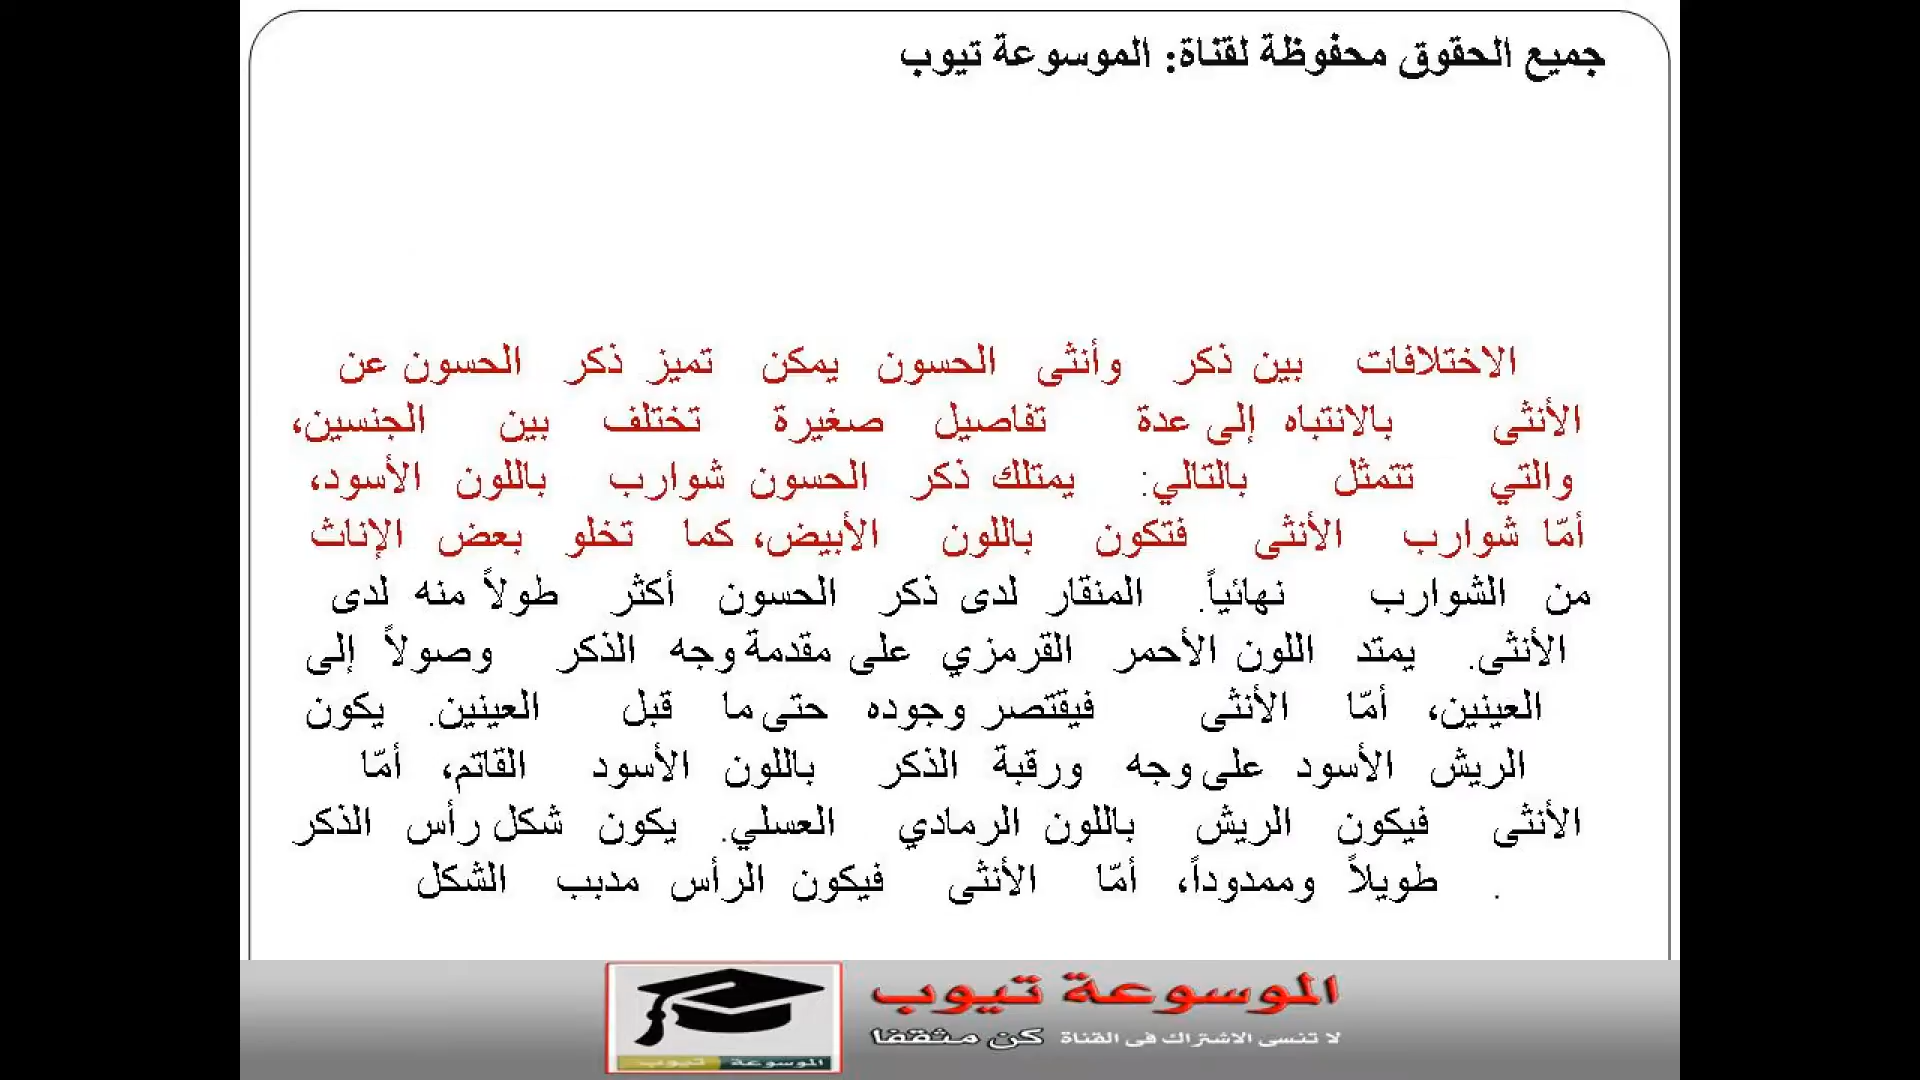 جميع الحقوق محفوظة لقناة: الموسوعة تيوب
الاختلافات بين ذكر وأنثى الحسون يمكن تميز ذكر الحسون عن
الأنثى بالانتباه إلى عدة تفاصيل صغيرة تختلف بين الجنسين،
والتي تتمثل بالتالي: يمتلك ذكر الحسون شوارب باللون الأسود،
أمّا شوارب الأنثى فتكون باللون الأبيض، كما تخلو بعض الإناث
من الشوارب نهائياً. المنقار لدى ذكر الحسون أكثر طولاً منه لدى
الأنثى. يمتد اللون الأحمر القرمزي على مقدمة وجه الذكر وصولاً إلى
العينين، أمّا الأنثى فيقتصر وجوده حتى ما قبل العينين. يكون
الريش الأسود على وجه ورقبة الذكر باللون الأسود القاتم، أمّا
الأنثى فيكون الريش باللون الرمادي العسلي. يكون شكل رأس الذكر
. طويلاً وممدوداً، أمّا الأنثى فيكون الرأس مدبب الشكل
الموسوعة تيوب
لا تنسى الاشتراك فى القناة كن مثقفا
الموسوعة تيوب